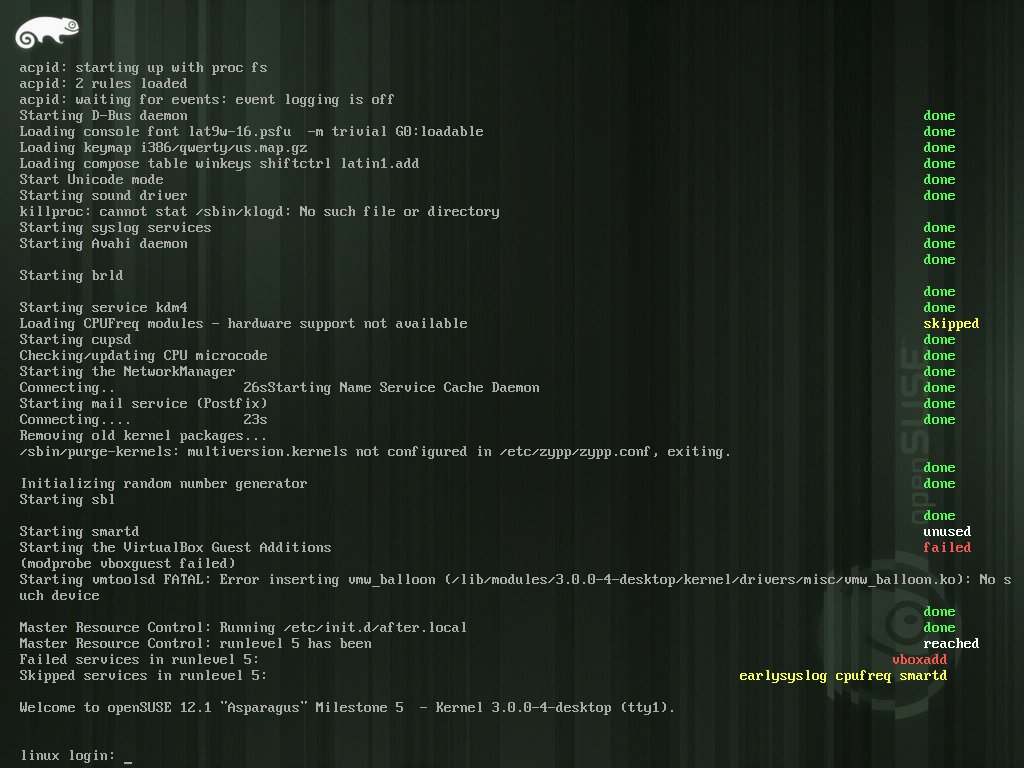 acpid: starting up with proc fs
acpid: 2 rules loaded
acpid: waiting for events: event logging is off
Starting D-Bus daemon done
Loading console font lat9w-16.psfu  -m trivial G0:loadable done
Loading keymap i386/qwerty/us.map.gz done
Loading compose table winkeys shiftctrl latin1.add done
Start Unicode mode done
Starting sound driver done
killproc: cannot stat /sbin/klogd: No such file or directory
Starting syslog services done
Starting Avahi daemon done
done
Starting brld
done
Starting service kdm4 done
Loading CPUFreq modules - hardware support not available skipped
Starting cupsd done
Checking/updating CPU microcode done
Starting the NetworkManager done
Connecting.. 26sStarting Name Service Cache Daemon done
Starting mail service (Postfix) done
Connecting.... 23s done
Removing old kernel packages...
/sbin/purge-kernels: multiversion.kernels not configured in /etc/zypp/zypp.conf, exiting.
done
Initializing random number generator done
Starting sbl
done
Starting smartd unused
Starting the VirtualBox Guest Additions failed
(modprobe vboxguest failed)
Starting vmtoolsd FATAL: Error inserting vmw_balloon (/lib/modules/3.0.0-4-desktop/kernel/drivers/misc/vmw_balloon.ko): No s
uch device
done
Master Resource Control: Running /etc/init.d/after.local done
Master Resource Control: runlevel 5 has been reached
Failed services in runlevel 5: vboxadd
Skipped services in runlevel 5: earlysyslog cpufreq smartd
Welcome to openSUSE 12.1 "Asparagus" Milestone 5  - Kernel 3.0.0-4-desktop (tty1).
linux login: _
openSUSE